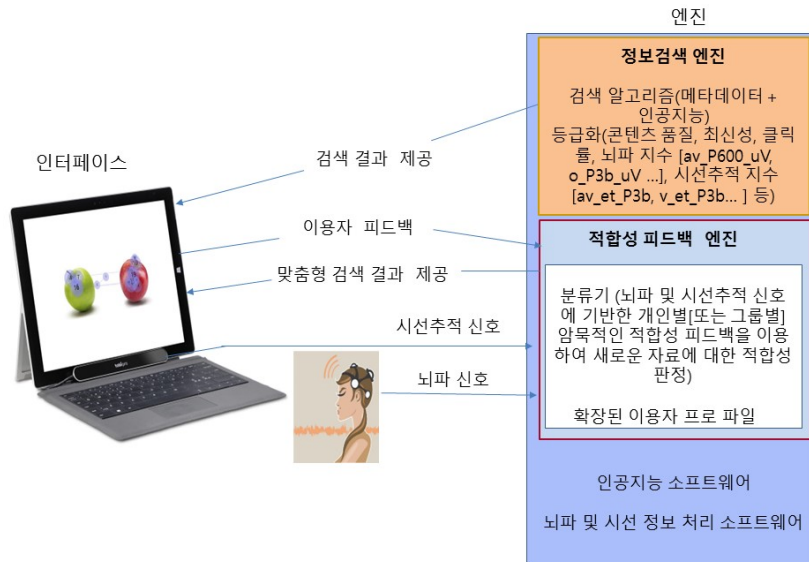 엔진
정보검색 엔진
검색 알고리즘(메타데이터 +
인공지능)
등급화(콘텐츠 품질, 최신성, 클릭
률, 뇌파 지수 [av_P600_uV,
o_P3b_uV ...], 시선추적 지수
[av_et_P3b, v_et_P3b... ] 등)
인터페이스
검색 결과 제공
이용자 피드백
맞춤형 검색 결과 제공
시선추적 신호
뇌파 신호
적합성 피드백 엔진
분류기 (뇌파 및 시선추적 신호
에 기반한 개인별[또는 그룹별]
암묵적인 적합성 피드백을 이용
하여 새로운 자료에 대한 적합성
판정)
확장된 이용자 프로 파일
인공지능 소프트웨어
뇌파 및 시선 정보 처리 소프트웨어